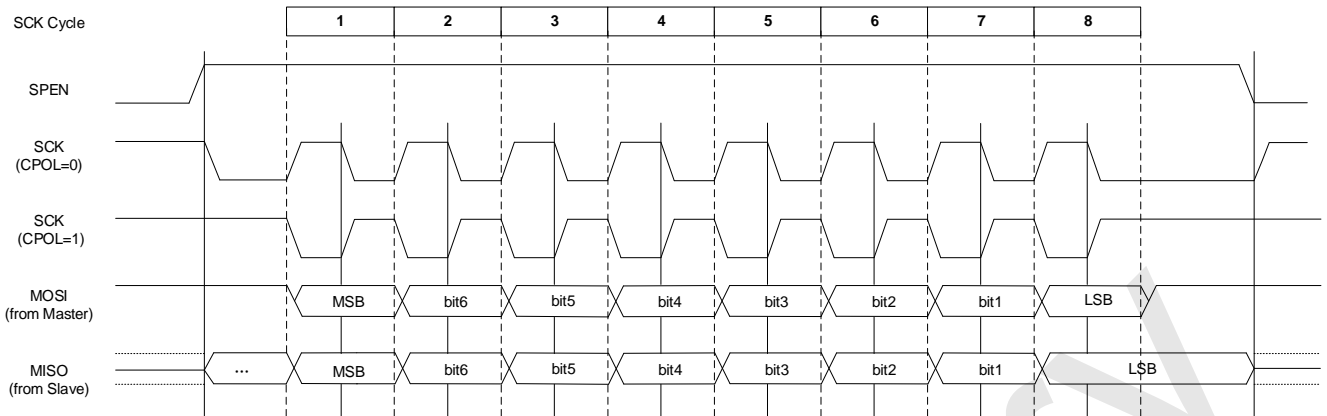 SCK Cycle 1 2 3 4 5 6 7 8
SPEN
SCK
(CPOL=0)
SCK
(CPOL=1)
MOSI
(from Master)
MSB bit6 bit5 bit4 bit3 bit2 bit1 LSB
MISO
(from Slave)
... MSB bit6 bit5 bit4 bit3 bit2 bit1 LSB